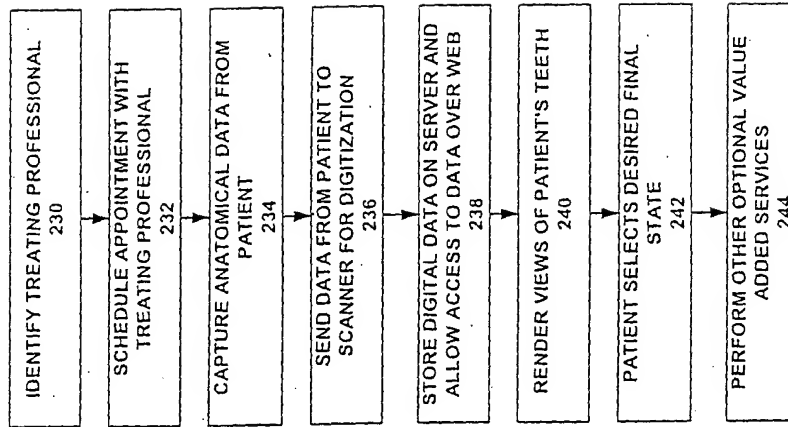 IDENTIFY TREATING PROFESSIONAL
230
SCHEDULE APPOINTMENT WITH
TREATING PROFESSIONAL
232
CAPTURE ANATOMICAL DATA FROM
PATIENT
234
SEND DATA FROM PATIENT TO
SCANNER FOR DIGITIZATION
236
STORE DIGITAL DATA ON SERVER AND
ALLOW ACCESS TO DATA OVER WEB
238
RENDER VIEWS OF PATIENT'S TEETH
240
PATIENT SELECTS DESIRED FINAL
STATE
242
PERFORM OTHER OPTIONAL VALUE
ADDED SERVICES
244